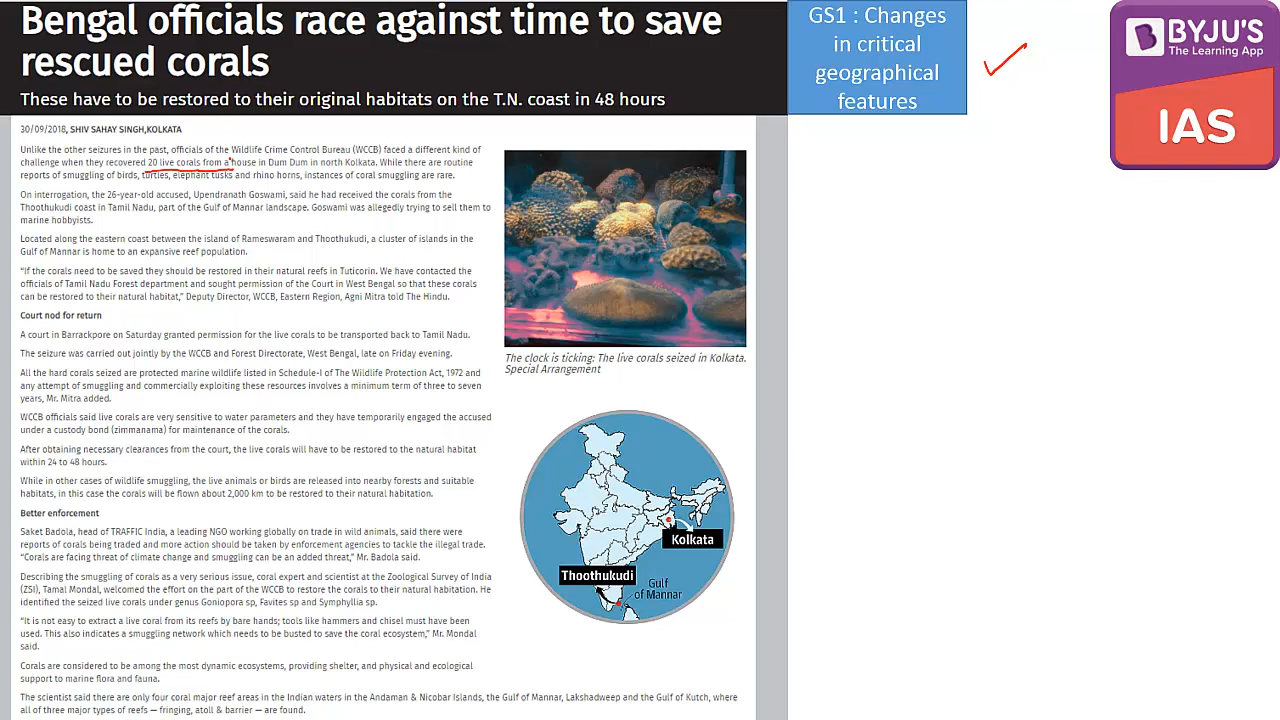 Bengal officials race against time to save
rescued corals
These have to be restored to their original habitats on the T.N. coast in 48 hours
GS1 : Changes
in critical
geographical
features
BYJU'S
The Learning App
IAS
30/09/2018, SHIV SAHAY SINGH,KOLKATA
Unlike the other seizures in the past, officials of the Wildlife Crime Control Bureau (WCCB) faced a different kind of
challenge when they recovered 20 live corals from a house in Dum Dum in north Kolkata. While there are routine
reports of smuggling of birds, turtles, elephant tusks and rhino horns, instances of coral smuggling are rare.
On interrogation, the 26-year-old accused, Upendranath Goswami, said he had received the corals from the
Thoothukudi coast in Tamil Nadu, part of the Gulf of Mannar landscape. Goswami was allegedly trying to sell them to
marine hobbyists.
Located along the eastern coast between the island of Rameswaram and Thoothukudi, a cluster of islands in the
Gulf of Mannar is home to an expansive reef population.
“If the corals need to be saved they should be restored in their natural reefs in Tuticorin. We have contacted the
officials of Tamil Nadu Forest department and sought permission of the Court in West Bengal so that these corals
can be restored to their natural habitat,” Deputy Director, WCCB, Eastern Region, Agni Mitra told The Hindu.
Court nod for return
A court in Barrackpore on Saturday granted permission for the live corals to be transported back to Tamil Nadu.
The seizure was carried out jointly by the WCCB and Forest Directorate, West Bengal, late on Friday evening.
All the hard corals seized are protected marine wildlife listed in Schedule-I of The Wildlife Protection Act, 1972 and
any attempt of smuggling and commercially exploiting these resources involves a minimum term of three to seven
years, Mr. Mitra added.
WCCB officials said live corals are very sensitive to water parameters and they have temporarily engaged the accused
under a custody bond (zimmanama) for maintenance of the corals.
After obtaining necessary clearances from the court, the live corals will have to be restored to the natural habitat
within 24 to 48 hours.
While in other cases of wildlife smuggling, the live animals or birds are released into nearby forests and suitable
habitats, in this case the corals will be flown about 2,000 km to be restored to their natural habitation.
Better enforcement
Saket Badola, head of TRAFFIC India, a leading NGO working globally on trade in wild animals, said there were
reports of corals being traded and more action should be taken by enforcement agencies to tackle the illegal trade.
“Corals are facing threat of climate change and smuggling can be an added threat,” Mr. Badola said.
Describing the smuggling of corals as a very serious issue, coral expert and scientist at the Zoological Survey of India
(ZSI), Tamal Mondal, welcomed the effort on the part of the WCCB to restore the corals to their natural habitation. He
identified the seized live corals under genus Goniopora sp, Favites sp and Symphyllia sp.
“It is not easy to extract a live coral from its reefs by bare hands; tools like hammers and chisel must have been
used. This also indicates a smuggling network which needs to be busted to save the coral ecosystem,” Mr. Mondal
said.
Corals are considered to be among the most dynamic ecosystems, providing shelter, and physical and ecological
support to marine flora and fauna.
The scientist said there are only four coral major reef areas in the Indian waters in the Andaman & Nicobar Islands, the Gulf of Mannar, Lakshadweep and the Gulf of Kutch, where
all of three major types of reefs — fringing, atoll & barrier — are found.
The clock is ticking: The live corals seized in Kolkata.
Special Arrangement
Kolkata
Thoothukudi
Gulf
of Mannar